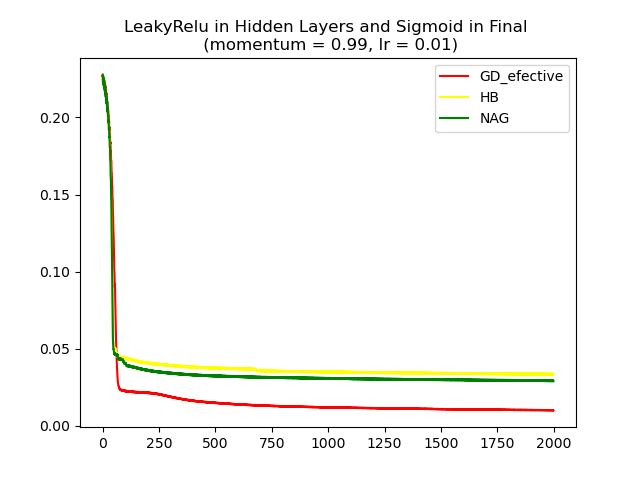 LeakyRelu in Hidden Layers and Sigmoid in Final
(momentum = 0.99, lr = 0.01)
GD_efective
HB
NAG
0.20
0.15
0.10
0.05
0.00
0 250 500 750 1000 1250 1500 1750 2000